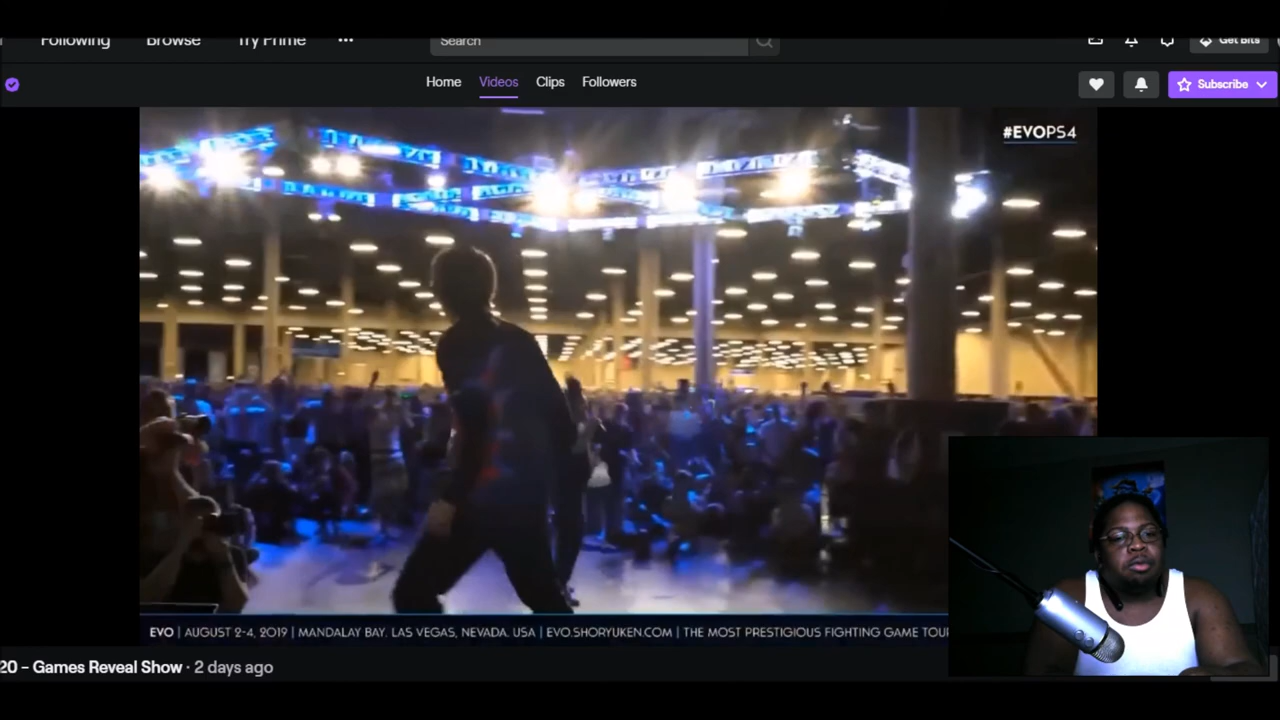 Following Browse Try Prime ···
Search
Get Bits
Home Videos Clips Followers
Subscribe
#EVOPS4
EVO | AUGUST 2-4, 2019 | MANDALAY BAY. LAS VEGAS, NEVADA. USA | EVO.SHORYUKEN.COM | THE MOST PRESTIGIOUS FIGHTING GAME TOUR
20 - Games Reveal Show · 2 days ago